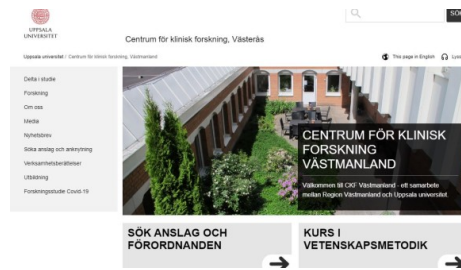 SÖK
UPPSALA
UNIVERSITET
Centrum för klinisk forskning, Västerås
Uppsala universitet / Centrum för klinisk forskning, Västmanland
This page in English
Delta i studie
Forskning
Om oss
Media
Nyhetsbrev
Söka anslag och anknytning
Verksamhetsberättelser
Utbildning
Forskningsstudie Covid-19
CENTRUM FÖR KLINISK
FORSKNING
VÄSTMANLAND
Välkommen till CKF Västmanland - ett samarbete
mellan Region Västmanland och Uppsala universitet
SÖK ANSLAG OCH
FÖRORDNANDEN
KURS I
VETENSKAPSMETODIK